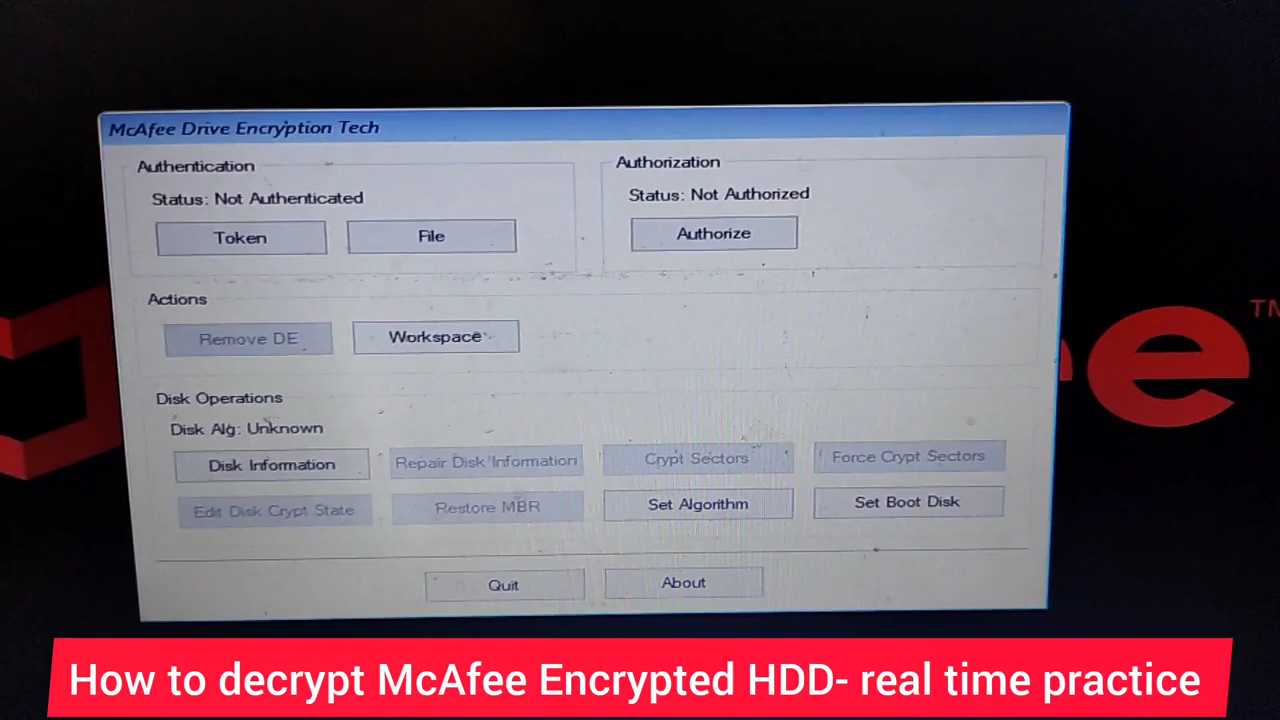 McAfee Drive Encryption Tech
Authentication
Status: Not Authenticated
Token
File
Authorization
Status: Not Authorized
Authorize
Actions
Remove DE
Workspace
Disk Operations
Disk Alg: Unknown
Disk Information
Repair Disk Information
Crypt Sectors
Force Crypt Sectors
Edit Disk Crypt State
Restore MBR
Set Algorithm
Set Boot Disk
Quit
About
e
TM
How to decrypt McAfee Encrypted HDD- real time practice